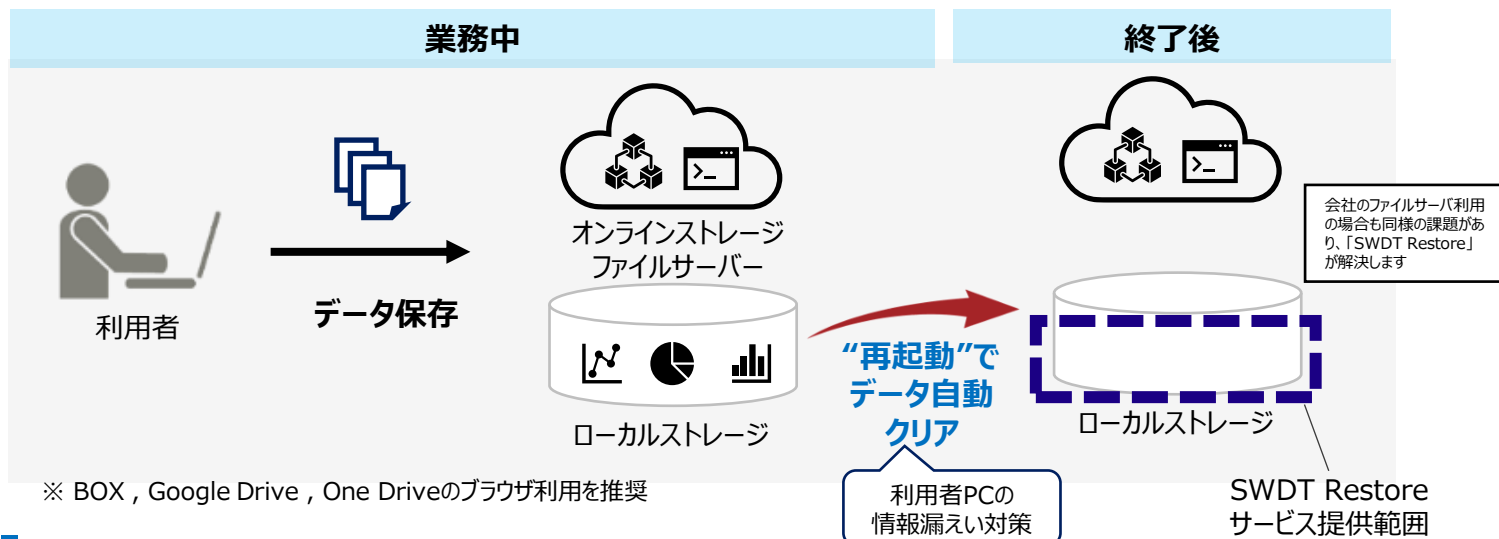 業務中
終了後
オンラインストレージ
ファイルサーバー
利用者
データ保存
ローカルストレージ
“再起動”で
データ自動
クリア
利用者PCの
情報漏えい対策
会社のファイルサーバ利用
の場合も同様の課題があ
り、「SWDT Restore」
が解決します
ローカルストレージ
SWDT Restore
サービス提供範囲
※ BOX , Google Drive , One Driveのブラウザ利用を推奨